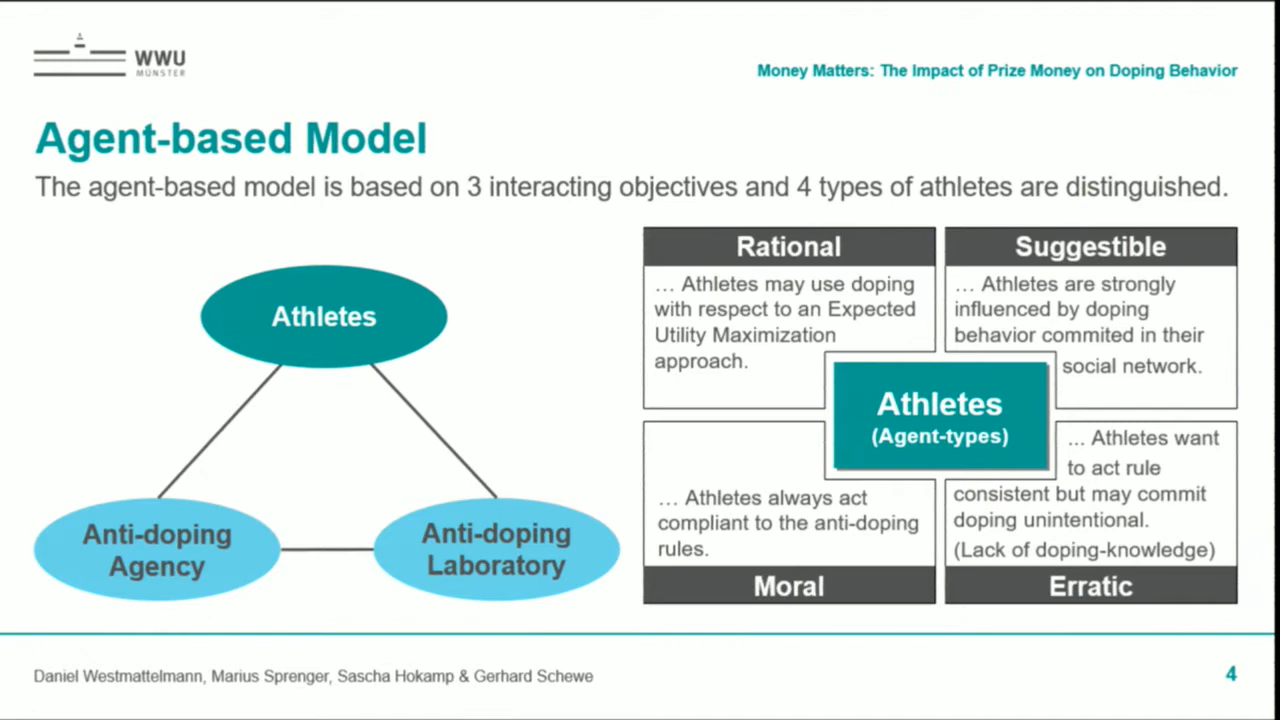 WWU
MÜNSTER
Money Matters: The Impact of Prize Money on Doping Behavior
Agent-based Model
The agent-based model is based on 3 interacting objectives and 4 types of athletes are distinguished.
Athletes
Anti-doping
Agency
Anti-doping
Laboratory
Rational
… Athletes may use doping
with respect to an Expected
Utility Maximization
approach.
Suggestible
… Athletes are strongly
influenced by doping
behavior commited in their
social network.
Athletes
(Agent-types)
… Athletes always act
compliant to the anti-doping
rules.
Moral
... Athletes want
to act rule
consistent but may commit
doping unintentional.
(Lack of doping-knowledge)
Erratic
Daniel Westmattelmann, Marius Sprenger, Sascha Hokamp & Gerhard Schewe
4